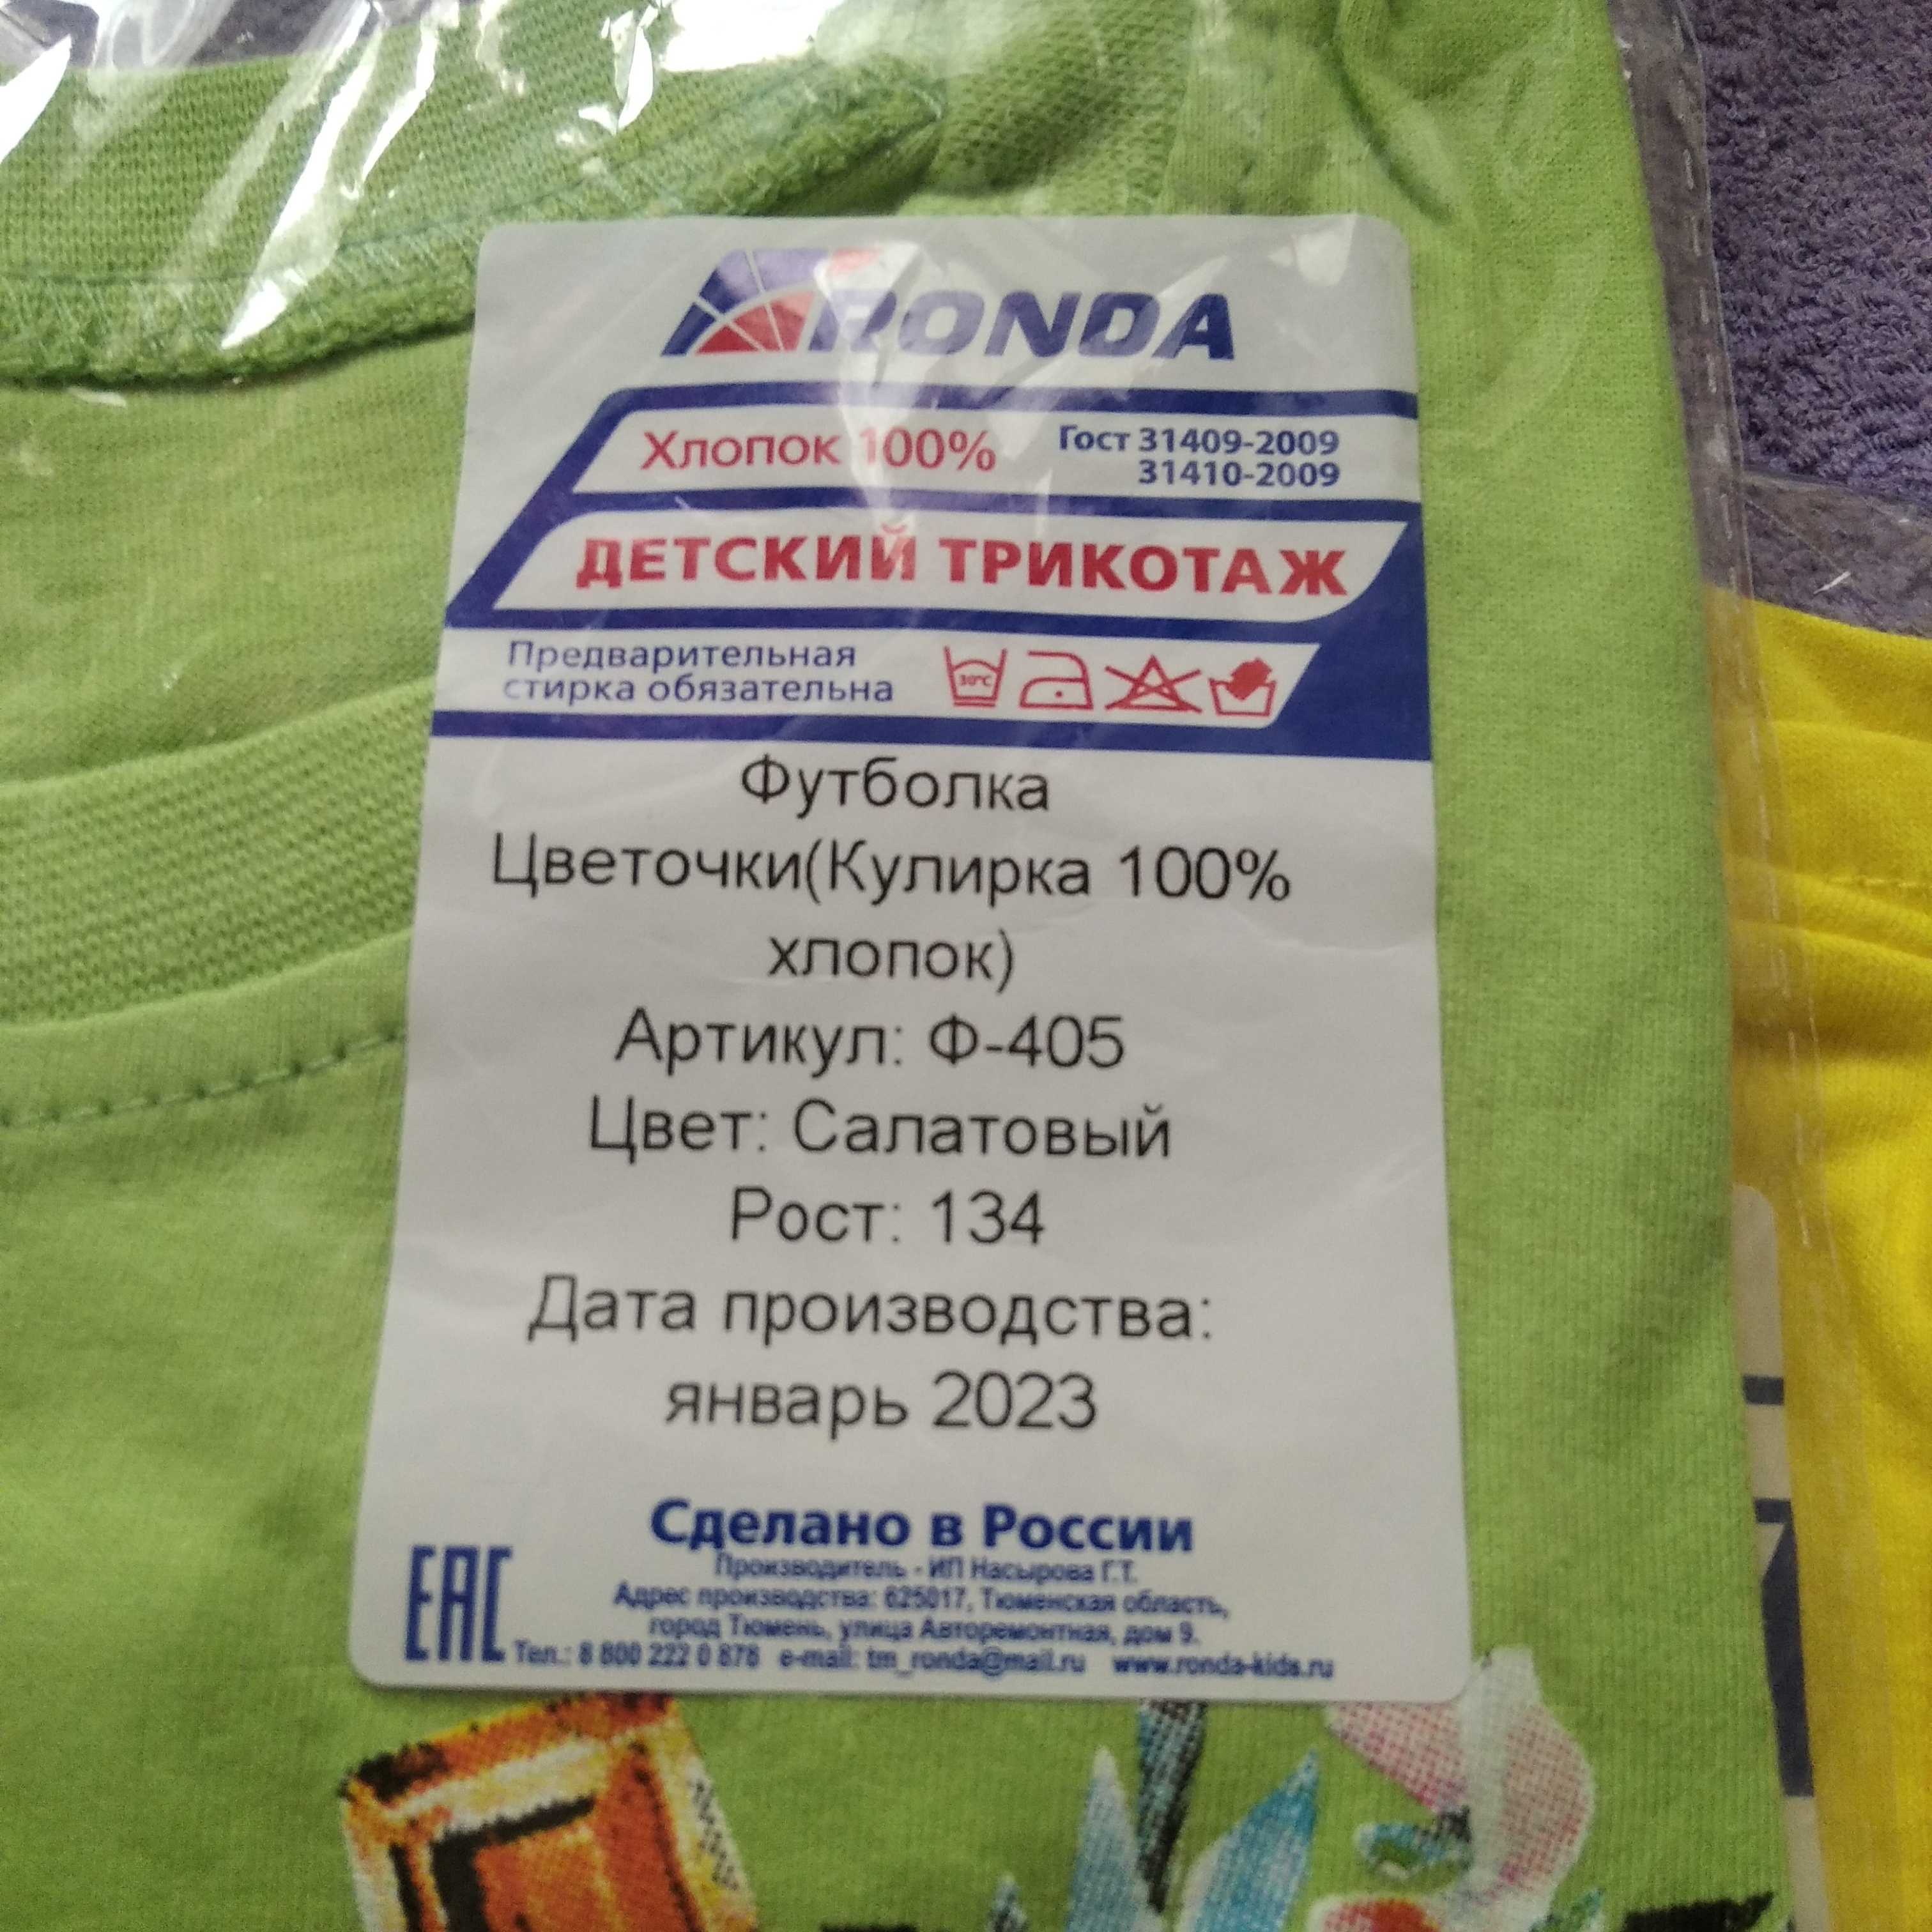 RONDA
Хлопок 100%
Гост 31409-2009
31410-2009
ДЕТСКИЙ ТРИКОТАЖ
Предварительная
стирка обязательна
30°C
Футболка
Цветочки(Кулирка 100%
хлопок)
Артикул: Ф-405
Цвет: Салатовый
Рост: 134
Дата производства:
январь 2023
Сделано в России
Производитель - ИП Насырова Г.Т.
Адрес производства: 625017, Тюменская область,
город Тюмень, улица Авторемонтная, дом 9.
EAC
Тел.: 8 800 222 0 878 e-mail: tm_ronda@mail.ru www.ronda-kids.ru